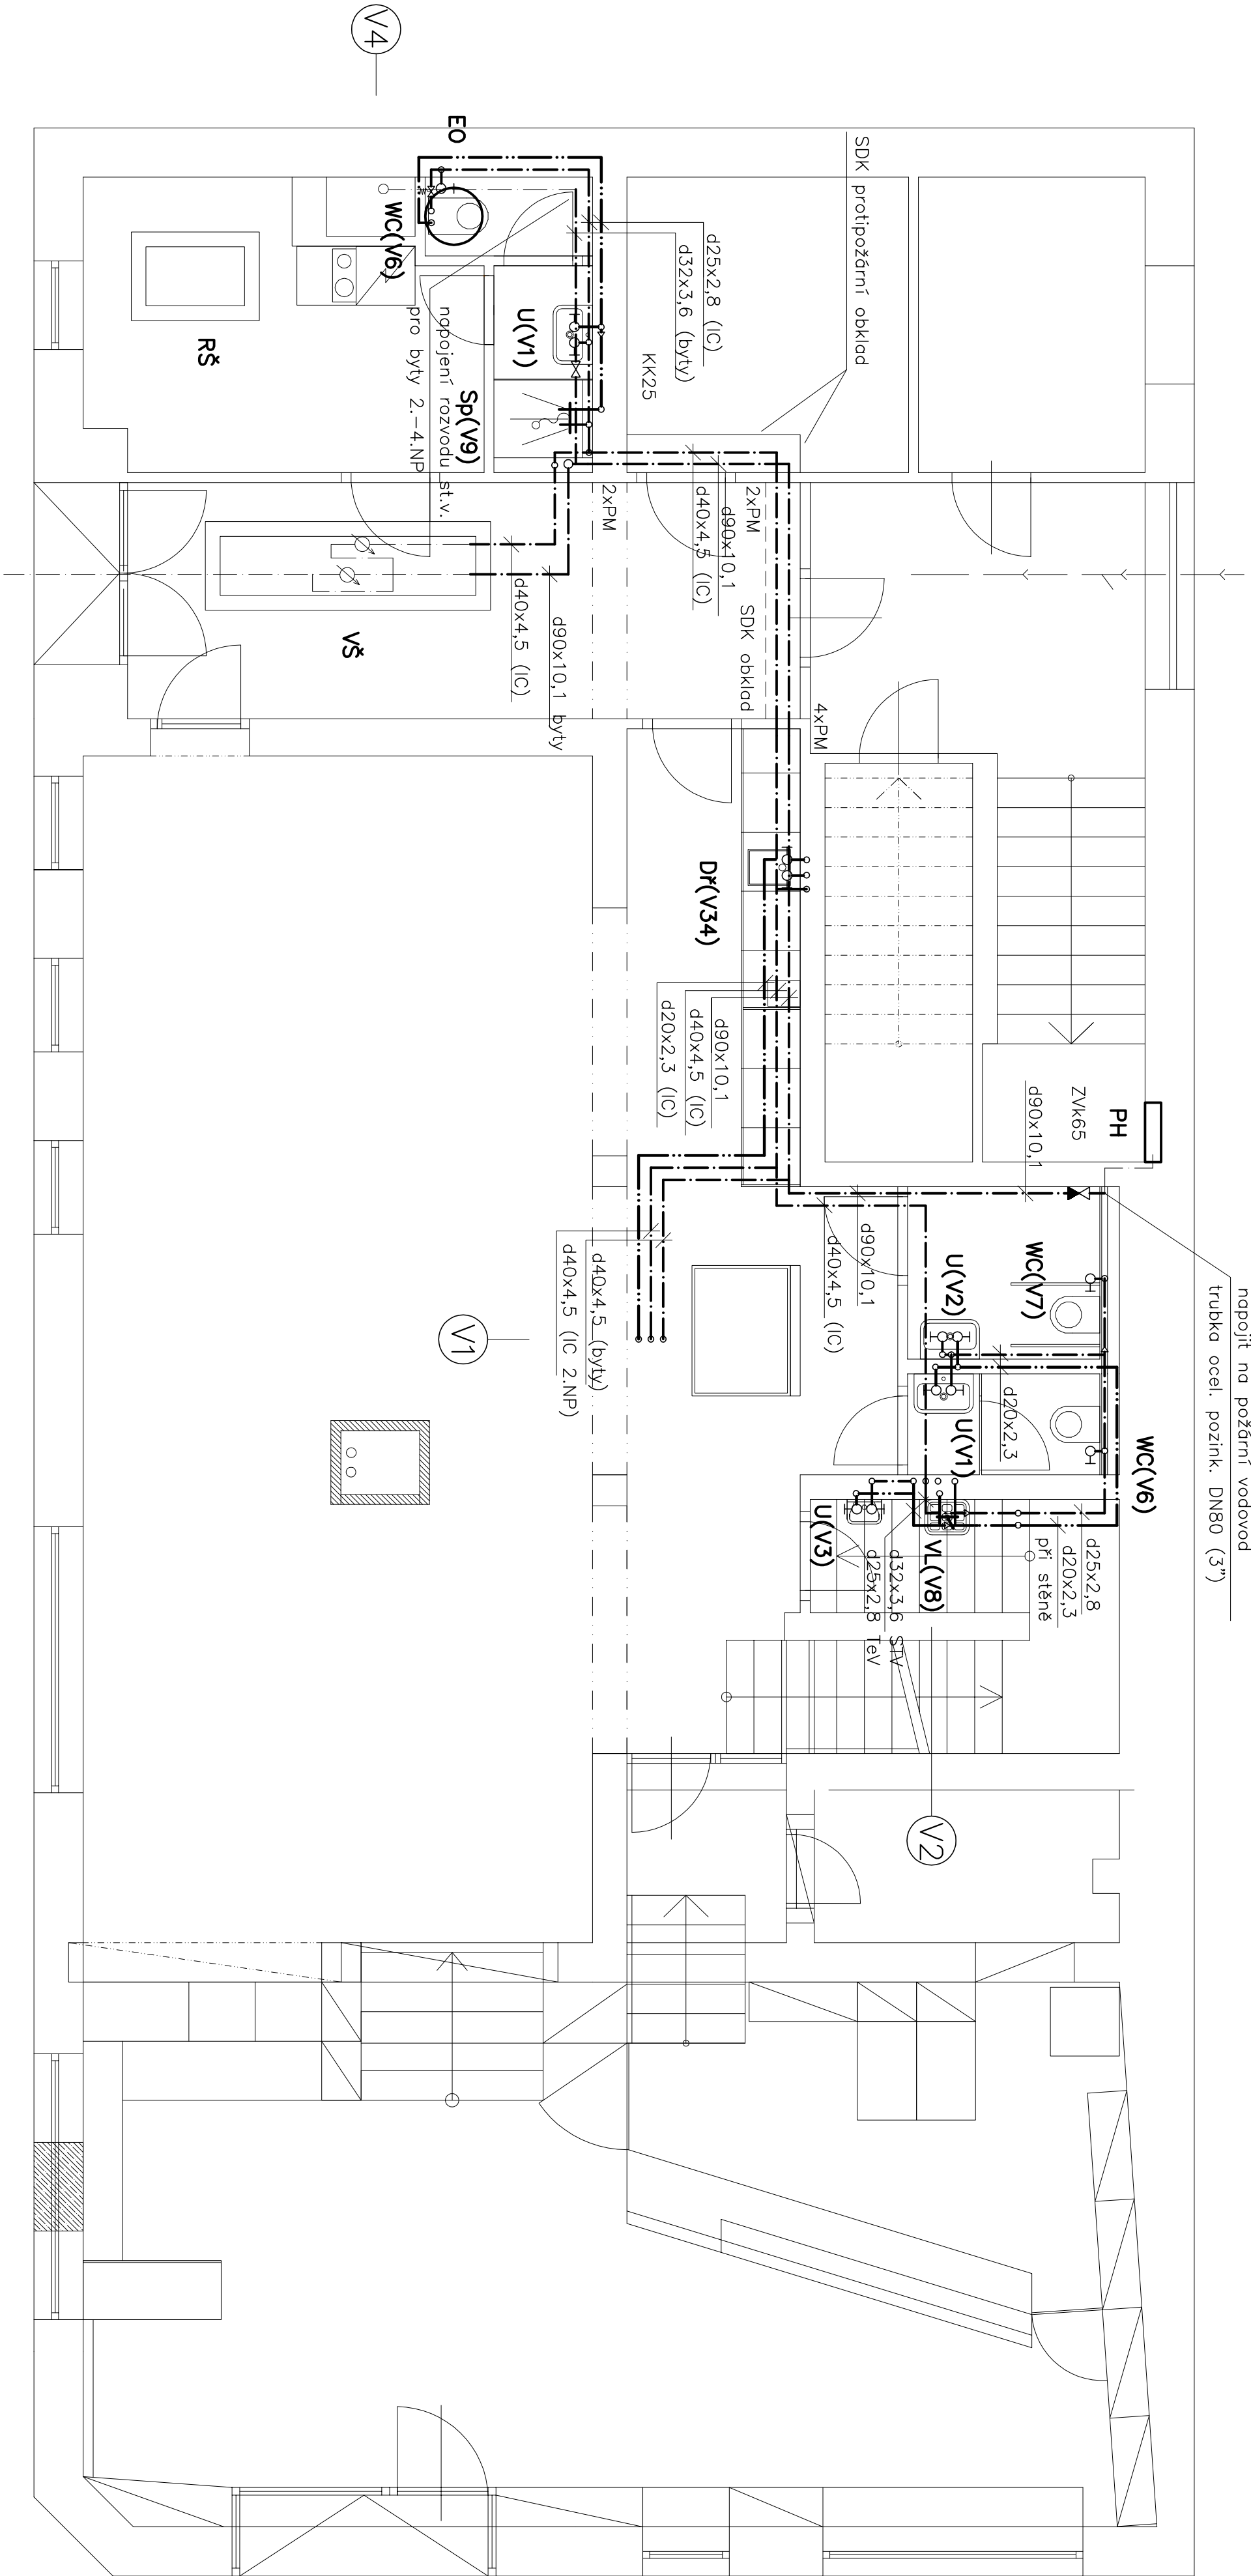 V4
EO
WC(V6)
RŠ
U(V1)
Sp(V9)
napojení rozvodu st.v.
pro byty 2.–4.NP
d25x2,8 (IC)
d32x3,6 (byty)
KK25
SDK protipožární obklad
2xPM
2xPM
d90x10,1
d40x4,5 (IC)
SDK obklad
4xPM
VŠ
d90x10,1 byty
d40x4,5 (IC)
Dř(V34)
d90x10,1
d40x4,5 (IC)
d20x2,3 (IC)
PH
ZVk65
d90x10,1
napojit na požární vodovod
trubka ocel. pozink. DN80 (3")
d90x10,1
d40x4,5 (IC)
WC(V7)
U(V2)
d20x2,3
U(V1)
WC(V6)
d40x4,5 (byty)
d40x4,5 (IC 2.NP)
V1
U(V3)
VL(V8)
d25x2,8
d20x2,3
při stěně
d32x3,6 STV
d25x2,8 TeV
V2